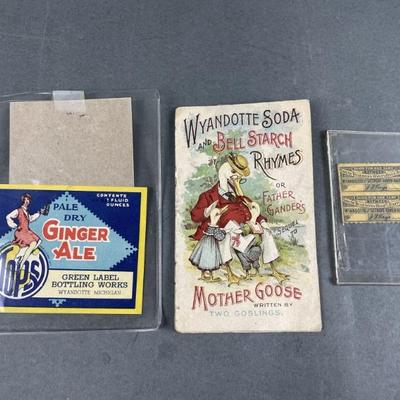 PALE
DRY
GINGER
ALE
CONTENTS
7 FLUID
OUNCES
TOPS
GREEN LABEL
BOTTLING WORKS
WYANDOTTE MICHIGAN
WYANDOTTE SODA
AND BELL STARCH
RHYMES
OR
FATHER
GANDERS
MOTHER GOOSE
WRITTEN BY
TWO GOSLINGS.